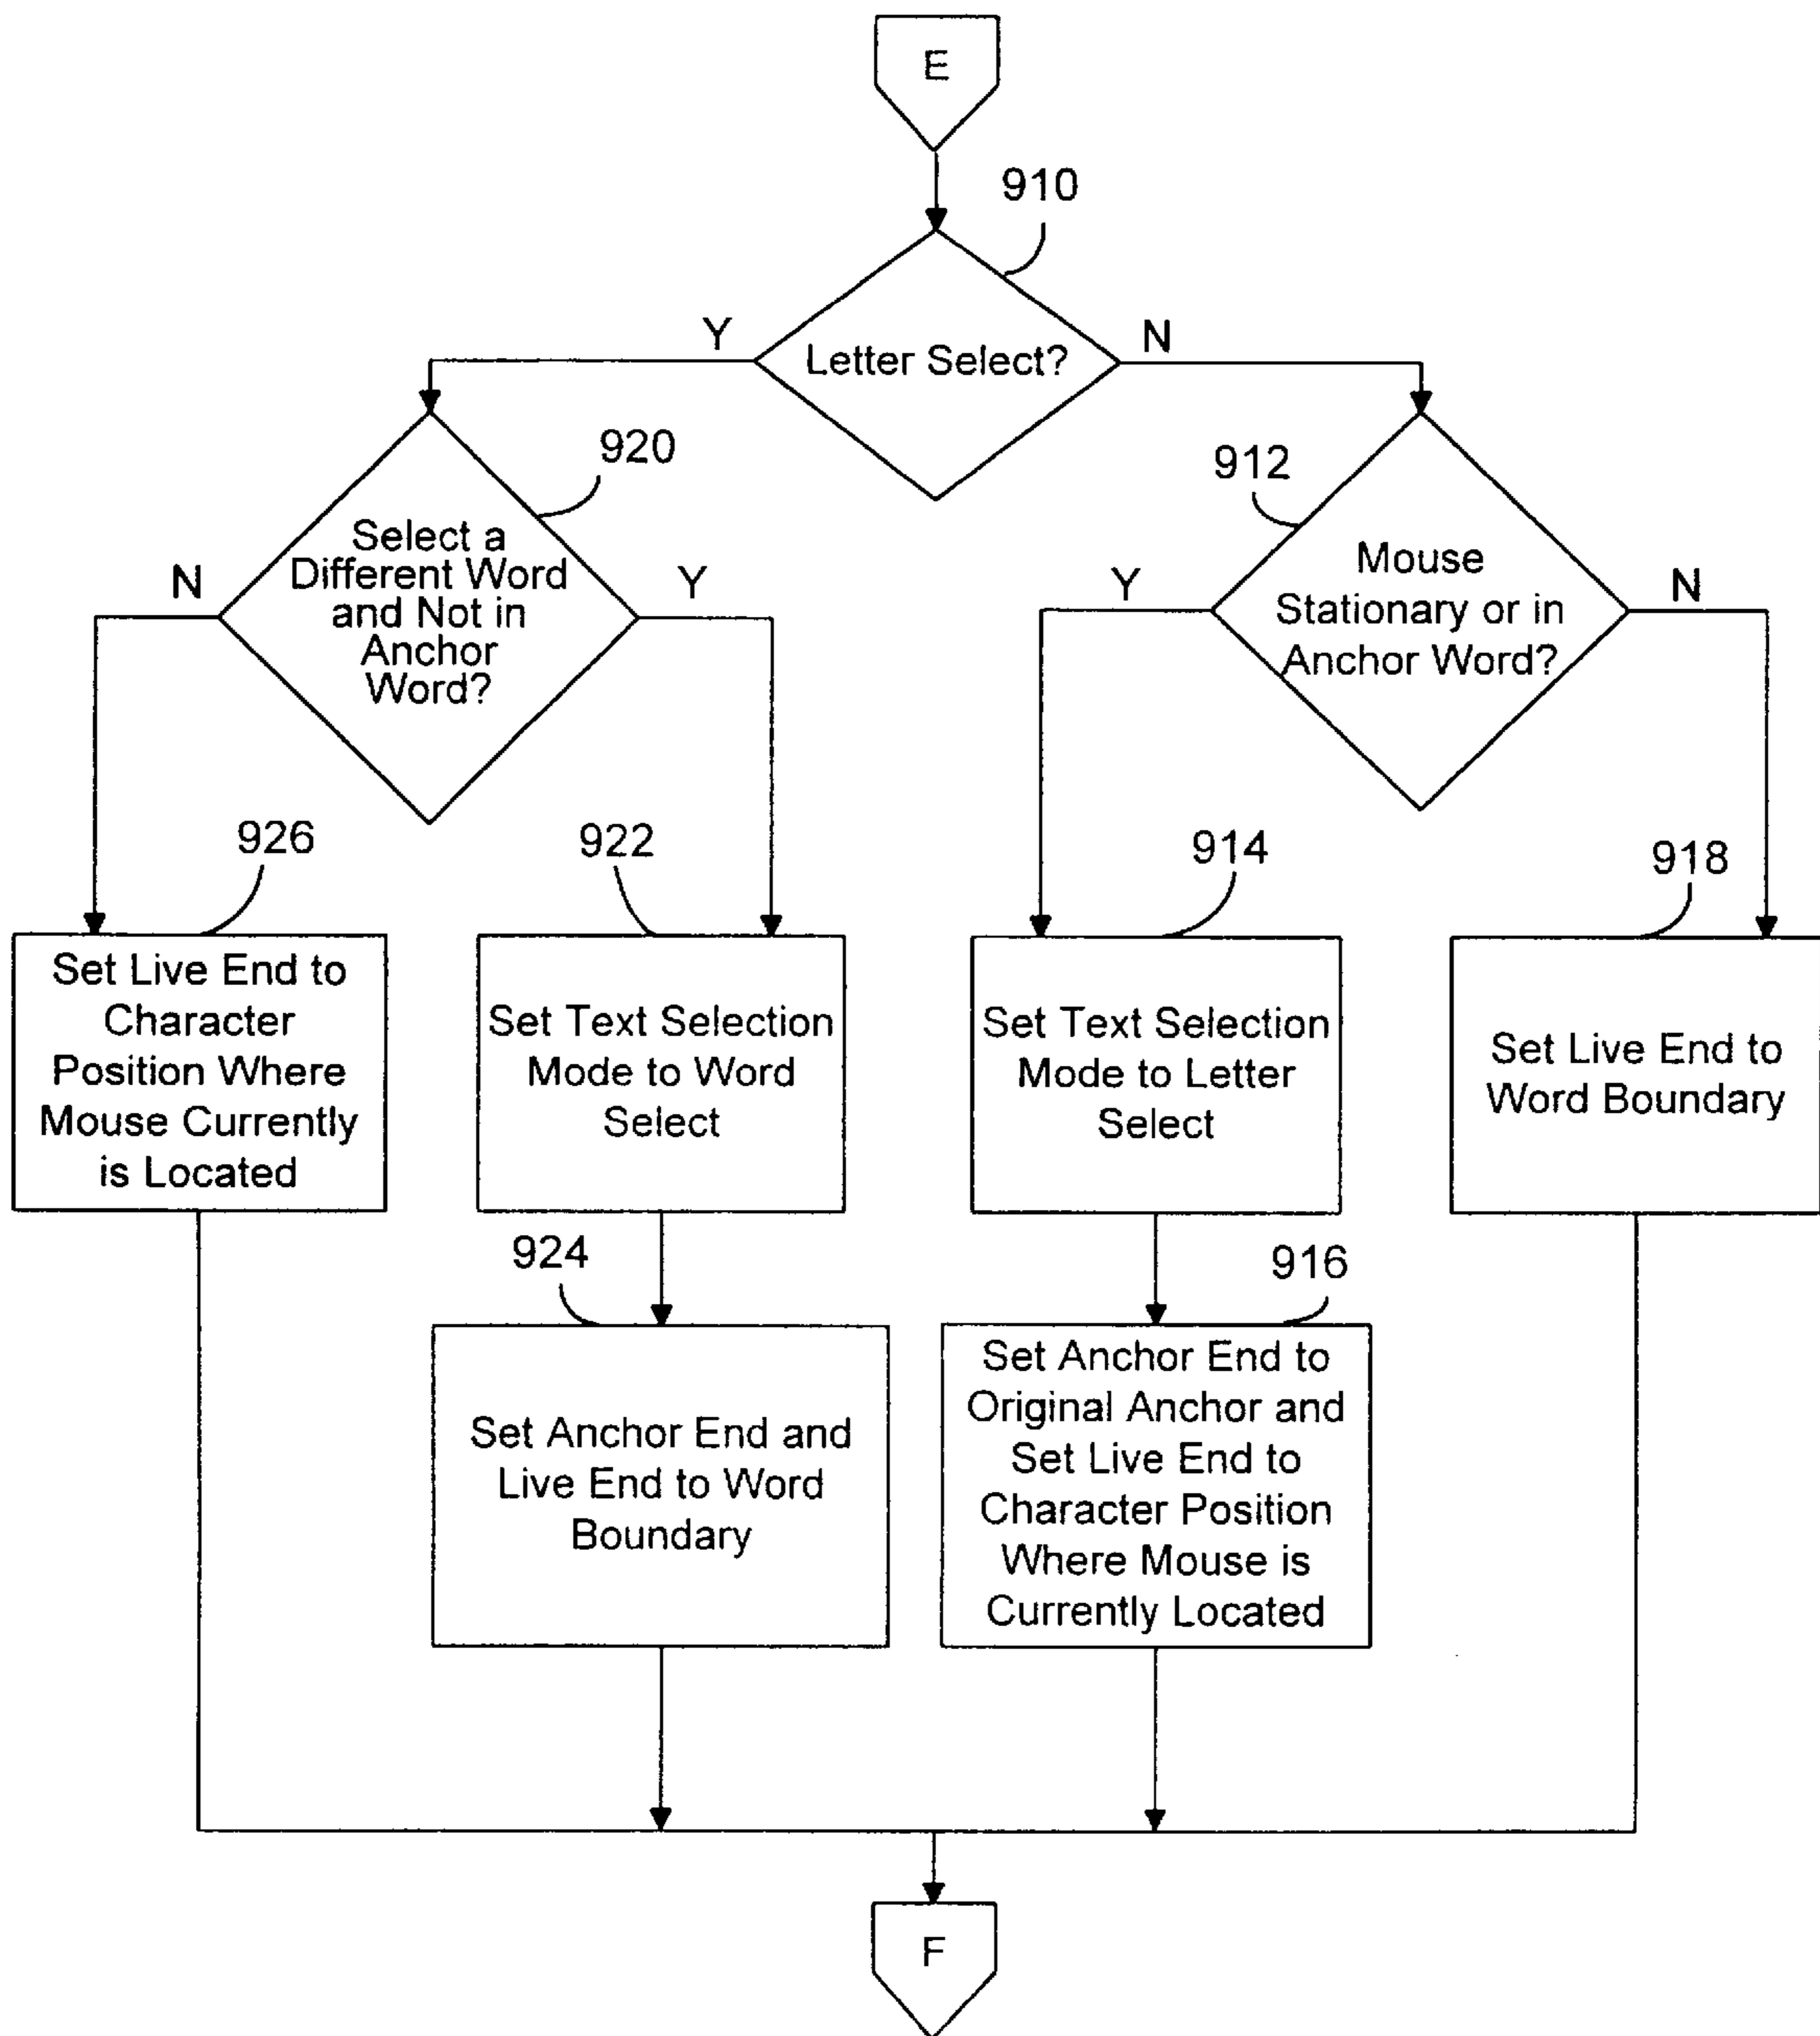 E
910
Y
N
Letter Select?
920
912
Select a
Different Word
and Not in
Anchor
Word?
N
Y
Mouse
Stationary or in
Anchor Word?
Y
N
926
922
914
918
Set Live End to
Character
Position Where
Mouse Currently
is Located
Set Text Selection
Mode to Word
Select
Set Text Selection
Mode to Letter
Select
Set Live End to
Word Boundary
924
916
Set Anchor End and
Live End to Word
Boundary
Set Anchor End to
Original Anchor and
Set Live End to
Character Position
Where Mouse is
Currently Located
F